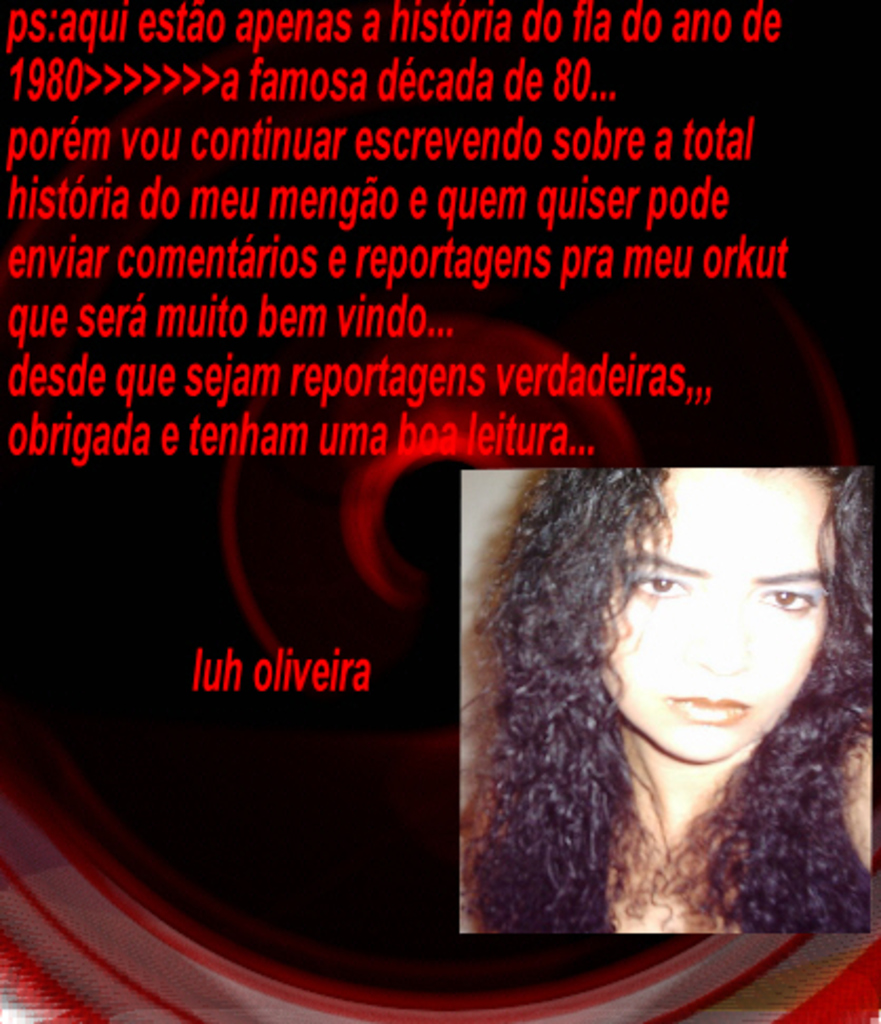 ps:aqui estão apenas a história do fla do ano de
1980>>>>>>>a famosa década de 80...
porém vou continuar escrevendo sobre a total
história do meu mengão e quem quiser pode
enviar comentários e reportagens pra meu orkut
que será muito bem vindo...
desde que sejam reportagens verdadeiras,,,
obrigada e tenham uma boa leitura...
luh oliveira